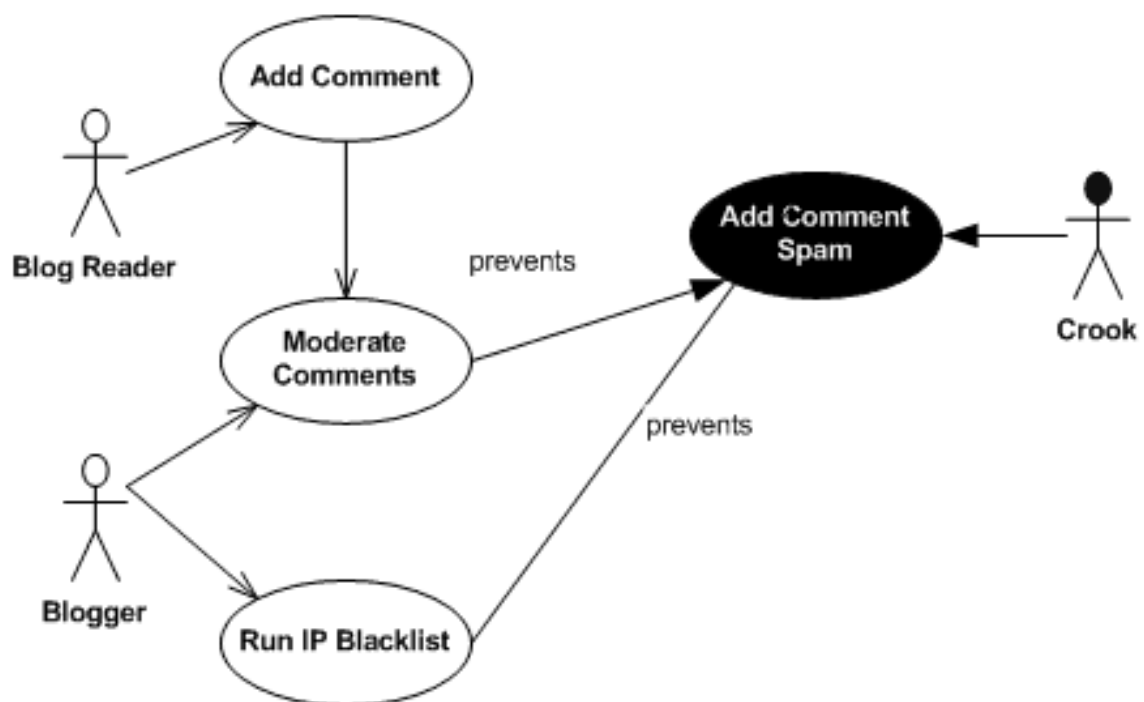 Add Comment
Blog Reader
Add Comment
Spam
prevents
Crook
Moderate
Comments
prevents
Blogger
Run IP Blacklist